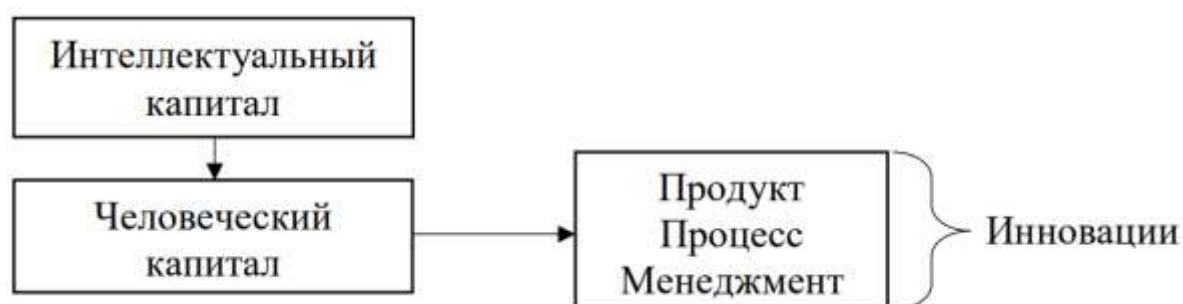 Интеллектуальный
капитал
Человеческий
капитал
Продукт
Процесс
Менеджмент
Инновации